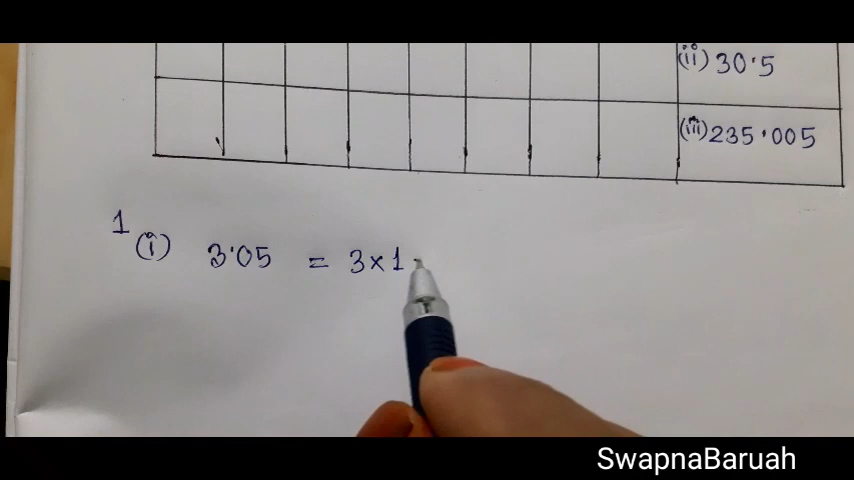 (ii) 30.5
(iii) 235.005
1
(i) 3.05 = 3×1
SwapnaBaruah